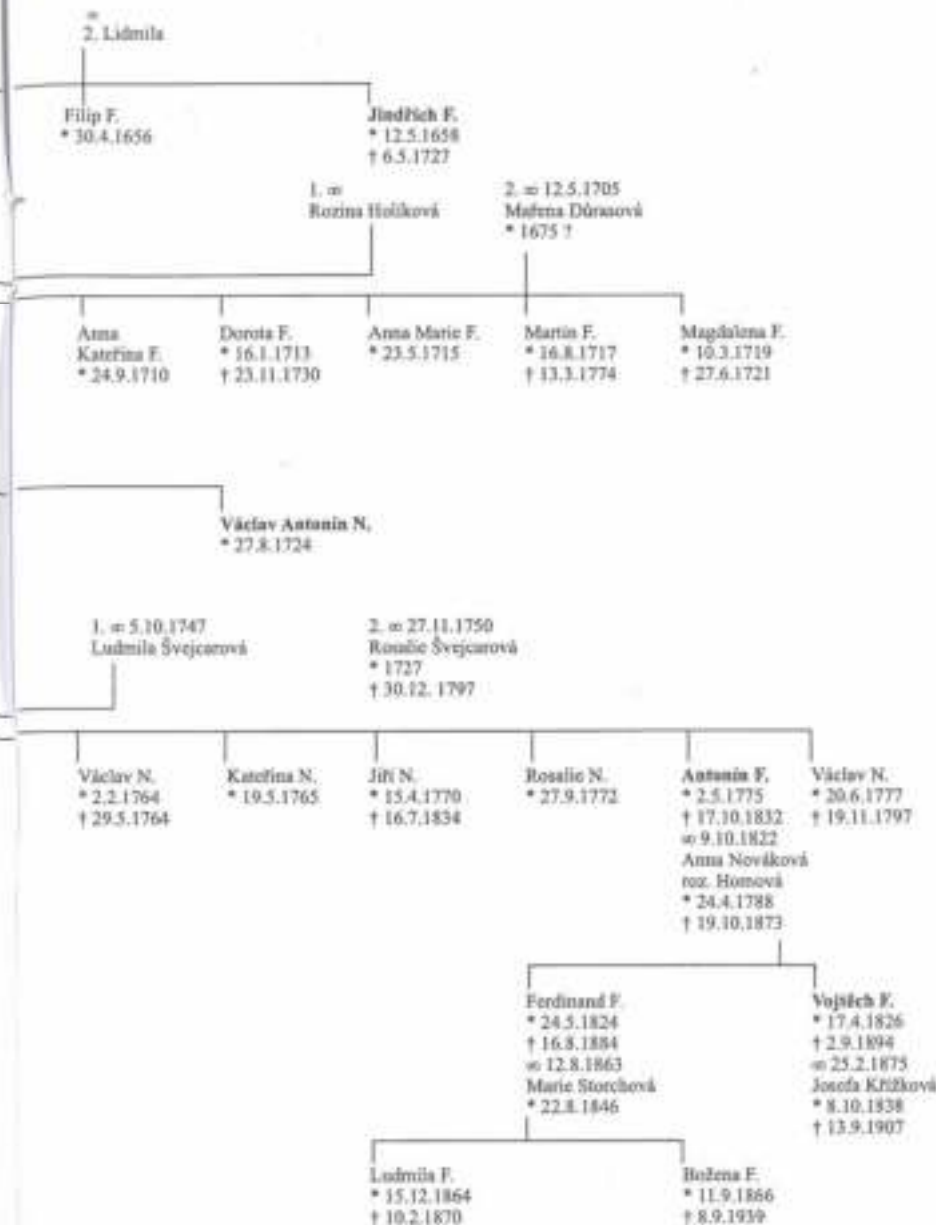 ∞
2. Lidmila
Filip F.
* 30.4.1656
Jindřich F.
* 12.5.1658
† 6.5.1727
1. ∞
Rozina Holíková
2. ∞ 12.5.1705
Mařena Důrasová
* 1675 ?
Anna
Kateřina F.
* 24.9.1710
Dorota F.
* 16.1.1713
† 23.11.1730
Anna Marie F.
* 23.5.1715
Martin F.
* 16.8.1717
† 13.3.1774
Magdalena F.
* 10.3.1719
† 27.6.1721
Václav Antonín N.
* 27.8.1724
1. ∞ 5.10.1747
Ludmila Švejcarová
2. ∞ 27.11.1750
Rosalie Švejcarová
* 1727
† 30.12. 1797
Václav N.
* 2.2.1764
† 29.5.1764
Kateřina N.
* 19.5.1765
Jiří N.
* 15.4.1770
† 16.7.1834
Rosalie N.
* 27.9.1772
Antonín F.
* 2.5.1775
† 17.10.1832
∞ 9.10.1822
Anna Nováková
roz. Homová
* 24.4.1788
† 19.10.1873
Václav N.
* 20.6.1777
† 19.11.1797
Ferdinand F.
* 24.5.1824
† 16.8.1884
∞ 12.8.1863
Marie Storchová
* 22.8.1846
Vojtěch F.
* 17.4.1826
† 2.9.1894
∞ 25.2.1875
Josefa Křížková
* 8.10.1838
† 13.9.1907
Ludmila F.
* 15.12.1864
† 10.2.1870
Božena F.
* 11.9.1866
† 8.9.1939